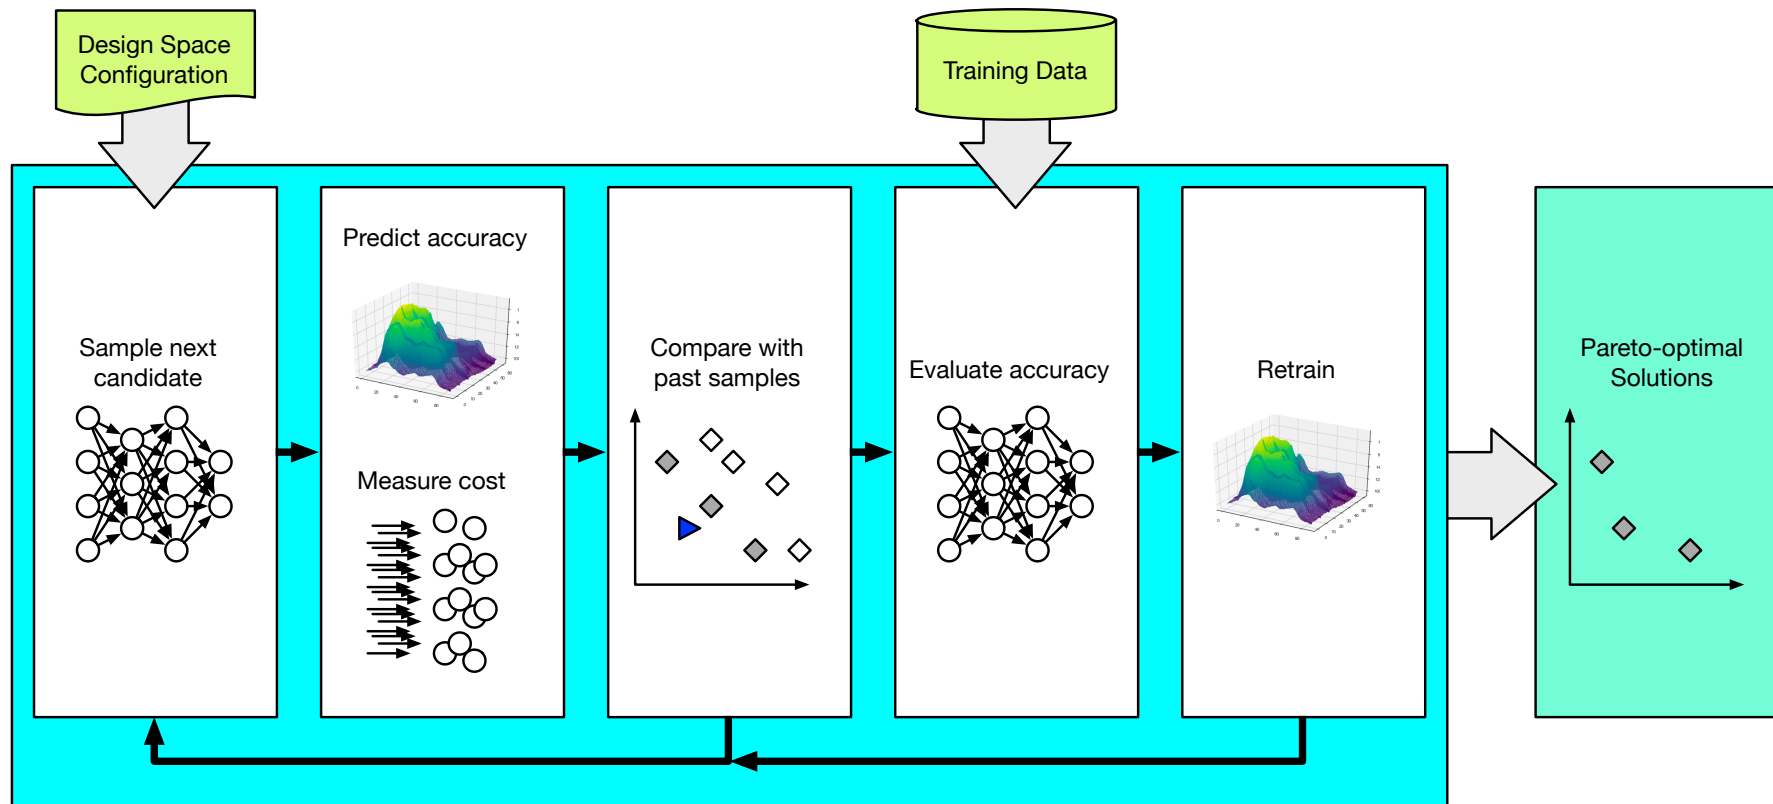 Design Space
Configuration
Training Data
Sample next
candidate
Predict accuracy
Measure cost
Compare with
past samples
Evaluate accuracy
Retrain
Pareto-optimal
Solutions